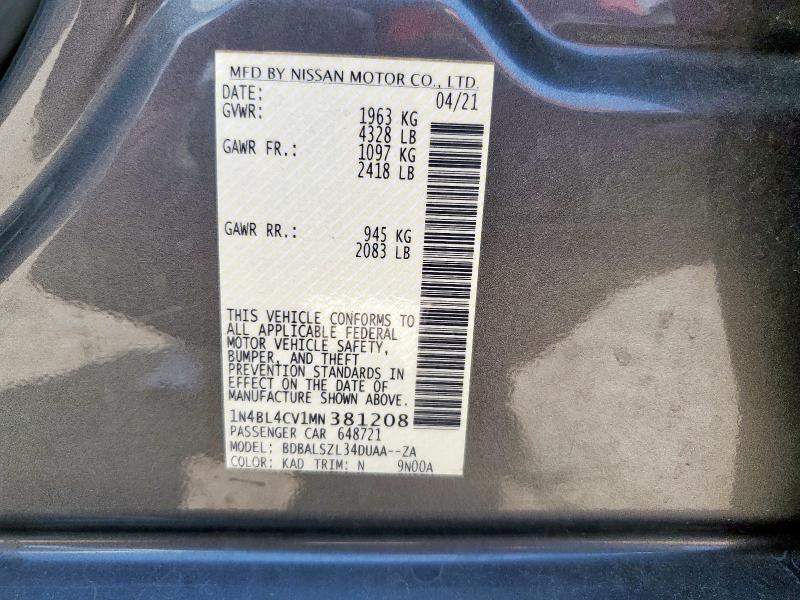 MFD BY NISSAN MOTOR CO., LTD.
DATE: 04/21
GVWR: 1963 KG
4328 LB
GAWR FR.: 1097 KG
2418 LB
GAWR RR.: 945 KG
2083 LB
THIS VEHICLE CONFORMS TO
ALL APPLICABLE FEDERAL
MOTOR VEHICLE SAFETY,
BUMPER, AND THEFT
PREVENTION STANDARDS IN
EFFECT ON THE DATE OF
MANUFACTURE SHOWN ABOVE.
1N4BL4CV1MN381208
PASSENGER CAR 648721
MODEL: BDBALSZL34DUAA--ZA
COLOR: KAD TRIM: N 9N00A